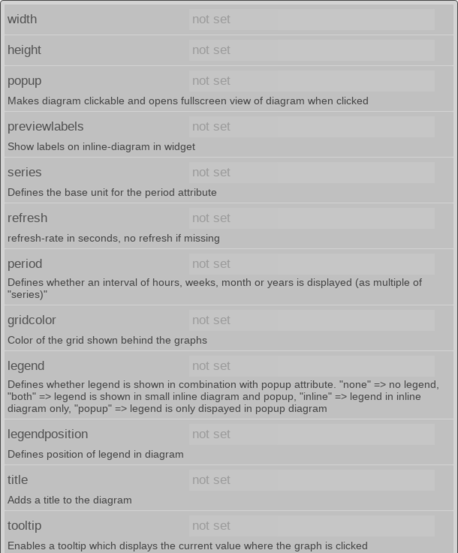 width not set
height not set
popup not set
Makes diagram clickable and opens fullscreen view of diagram when clicked
previewlabels not set
Show labels on inline-diagram in widget
series not set
Defines the base unit for the period attribute
refresh not set
refresh-rate in seconds, no refresh if missing
period not set
Defines whether an interval of hours, weeks, month or years is displayed (as multiple of
"series)"
gridcolor not set
Color of the grid shown behind the graphs
legend not set
Defines whether legend is shown in combination with popup attribute. "none" => no legend,
"both" => legend is shown in small inline diagram and popup, "inline" => legend in inline
diagram only, "popup" => legend is only dispayed in popup diagram
legendposition not set
Defines position of legend in diagram
title not set
Adds a title to the diagram
tooltip not set
Enables a tooltip which displays the current value where the graph is clicked